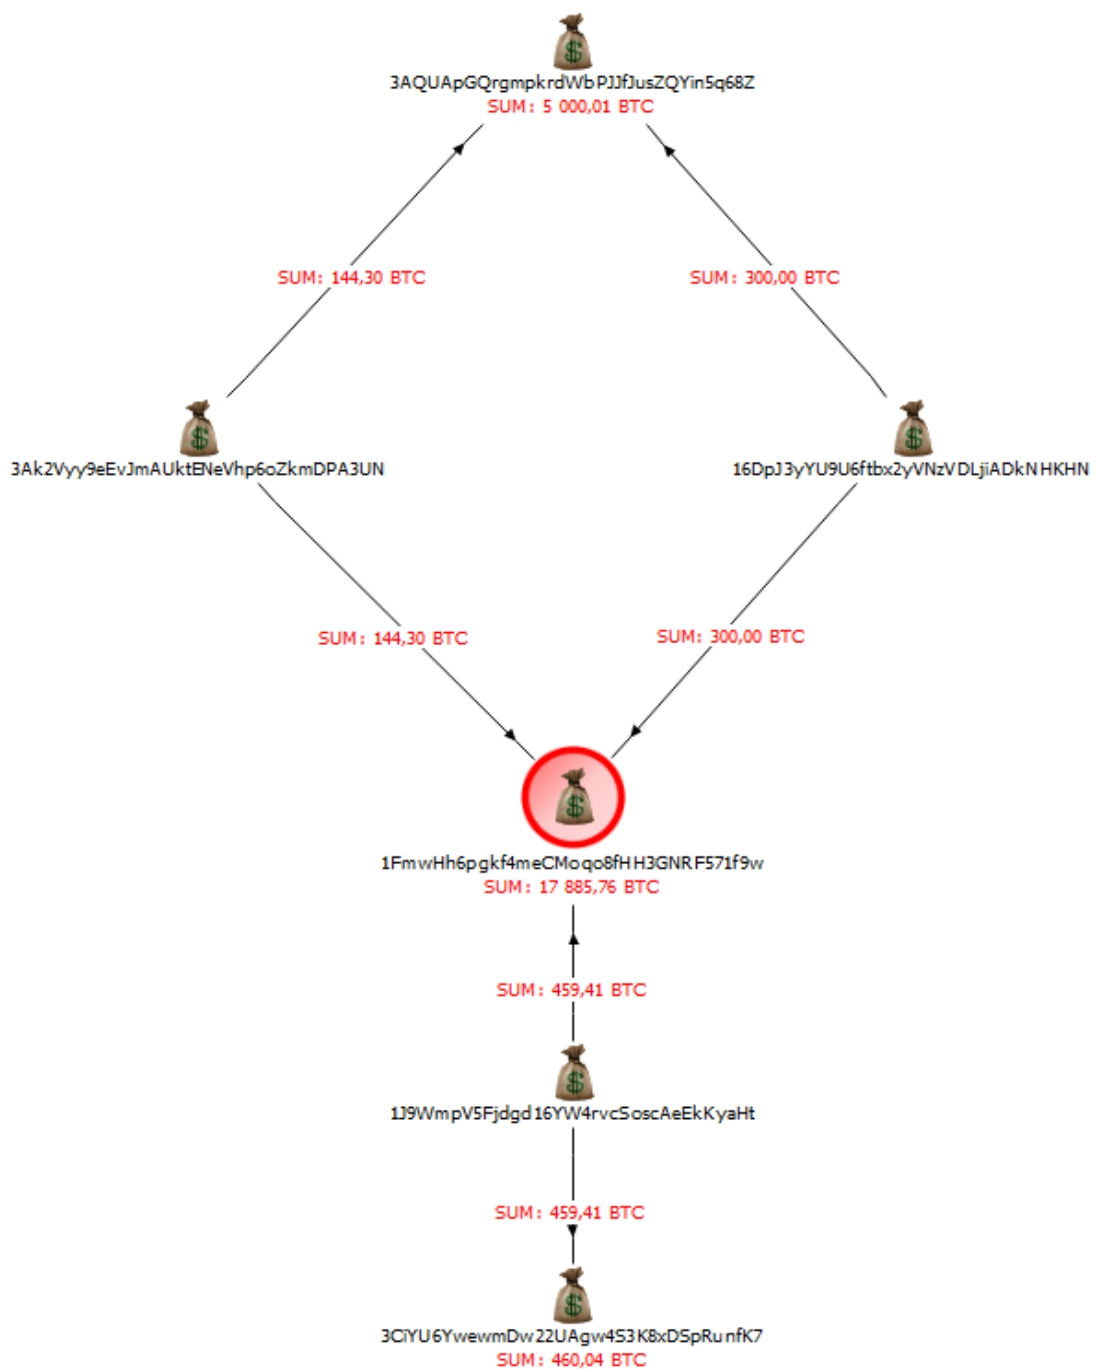 3AQUApGQrgmpkrdWbPJJfJusZQYin5q68Z
SUM: 5 000,01 BTC
SUM: 144,30 BTC
SUM: 300,00 BTC
3Ak2Vyy9eEvJmAUktENeVhp6oZkmDPA3UN
16DpJ3yYU9U6ftbx2yVNzVDLjiADkNHKHN
SUM: 144,30 BTC
SUM: 300,00 BTC
1FmwHh6pgkf4meCMoqo8fHH3GNRF571f9w
SUM: 17 885,76 BTC
SUM: 459,41 BTC
1J9WmpV5Fjdgd16YW4rvcSoscAeEkKyaHt
SUM: 459,41 BTC
3CiYU6YwewmDw22UAgw4S3K8xDSpRunfK7
SUM: 460,04 BTC